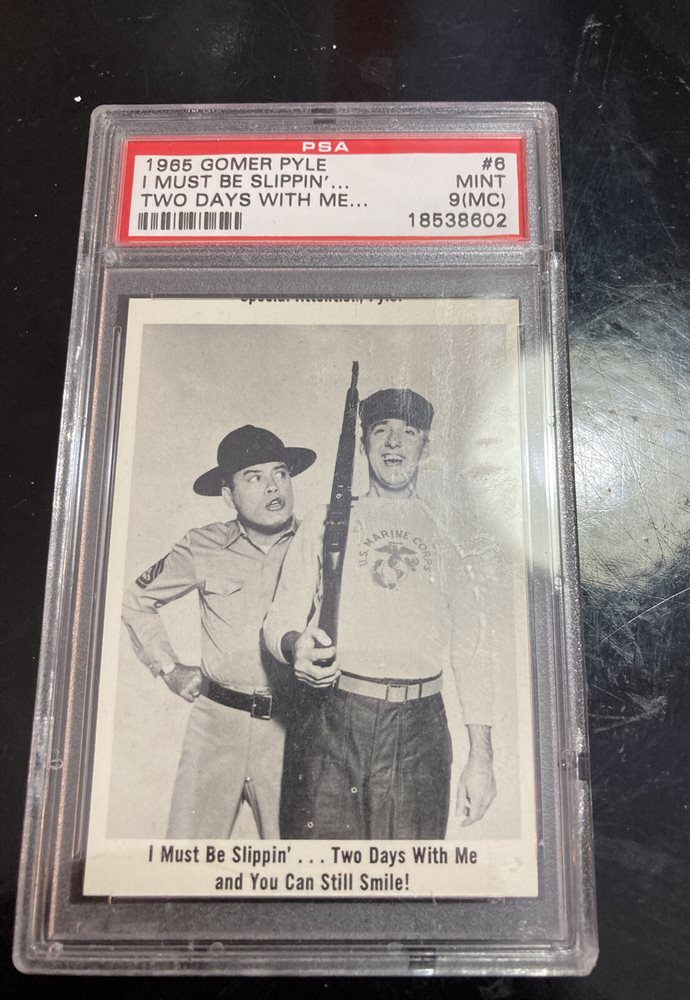 PSA
1965 GOMER PYLE #6
I MUST BE SLIPPIN'... MINT
TWO DAYS WITH ME... 9(MC)
18538602
U.S. MARINE CORPS
I Must Be Slippin' . . . Two Days With Me
and You Can Still Smile!